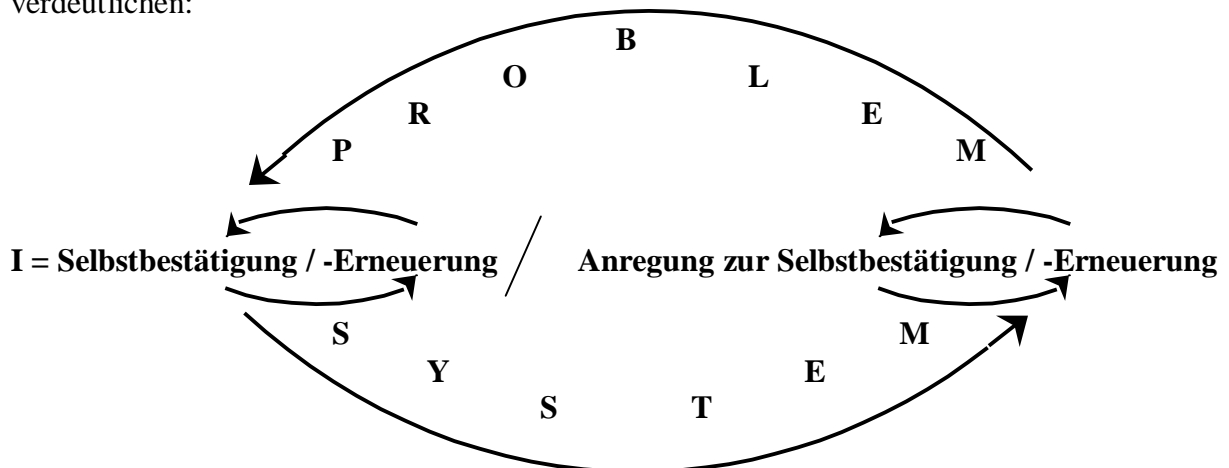 verdeutlichen:
P R O B L E M
I = Selbstbestätigung / -Erneuerung / Anregung zur Selbstbestätigung / -Erneuerung
S Y S T E M